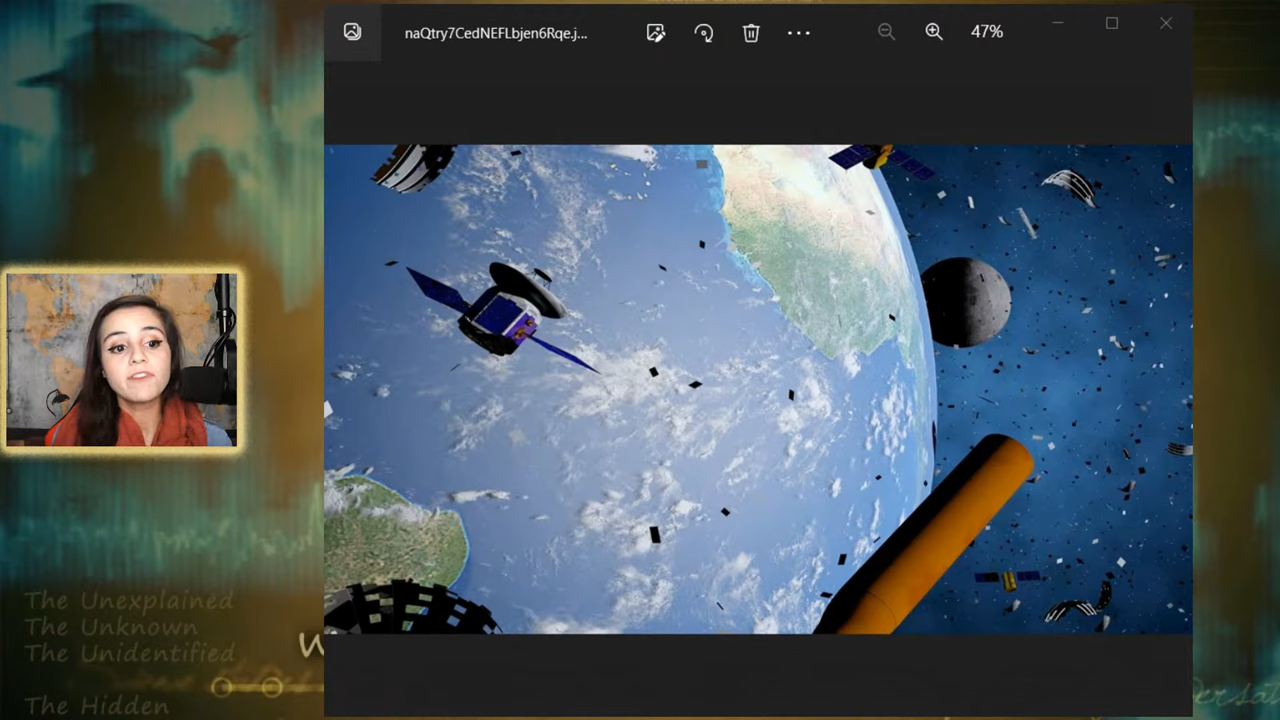 naQtry7CedNEFLbjen6Rqe.j...
47%
The Unexplained
The Unknown
The Unidentified
The Hidden